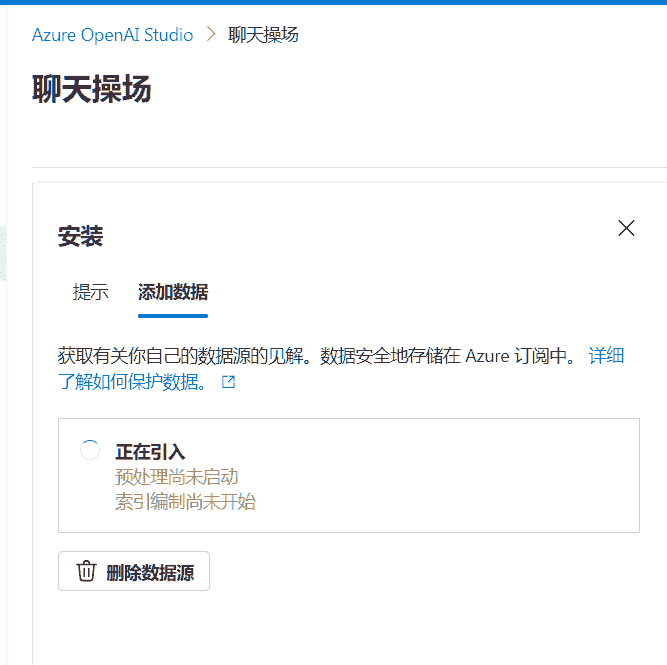 Azure OpenAI Studio > 聊天操场
聊天操场
安装
提示 添加数据
获取有关你自己的数据源的见解。数据安全地存储在 Azure 订阅中。 详细
了解如何保护数据。
正在引入
预处理尚未启动
索引编制尚未开始
删除数据源